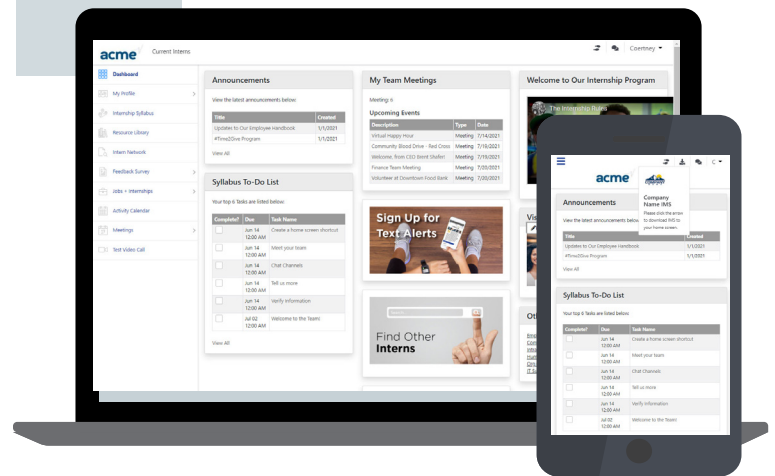 acme
Current Interns
Coertney
Dashboard
My Profile
Internship Syllabus
Resource Library
Intern Network
Feedback Survey
Jobs + Internships
Activity Calendar
Meetings
Test Video Call
Announcements
View the latest announcements below:
Title Created
Updates to Our Employee Handbook 1/1/2021
#Time2Give Program 1/1/2021
View All
Syllabus To-Do List
Your top 6 Tasks are listed below:
Complete? Due Task Name
Jun 14 Create a home screen shortcut
12:00 AM
Jun 14 Meet your team
12:00 AM
Jun 14 Chat Channels
12:00 AM
Jun 14 Tell us more
12:00 AM
Jun 14 Verify Information
12:00 AM
Jul 02 Welcome to the Team!
12:00 AM
View All
My Team Meetings
Meeting: 6
Upcoming Events
Description Type Date
Virtual Happy Hour Meeting 7/14/2021
Community Blood Drive - Red Cross Meeting 7/16/2021
Welcome, from CEO Brent Shafer! Meeting 7/19/2021
Finance Team Meeting Meeting 7/20/2021
Volunteer at Downtown Food Bank Meeting 7/20/2021
Sign Up for
Text Alerts
Find Other
Interns
Welcome to Our Internship Program
The Internship Rules
acme
Company
Name IMS
Please click the arrow
to download IMS to
your home screen.
Announcements
View the latest announcements below:
Title Created
Updates to Our Employee Handbook 1/1/2021
#Time2Give Program 1/1/2021
View All
Syllabus To-Do List
Your top 6 Tasks are listed below:
Complete? Due Task Name
Jun 14 Create a home screen shortcut
12:00 AM
Jun 14 Meet your team
12:00 AM
Jun 14 Chat Channels
12:00 AM
Jun 14 Tell us more
12:00 AM
Jun 14 Verify Information
12:00 AM
Jul 02 Welcome to the Team!
12:00 AM